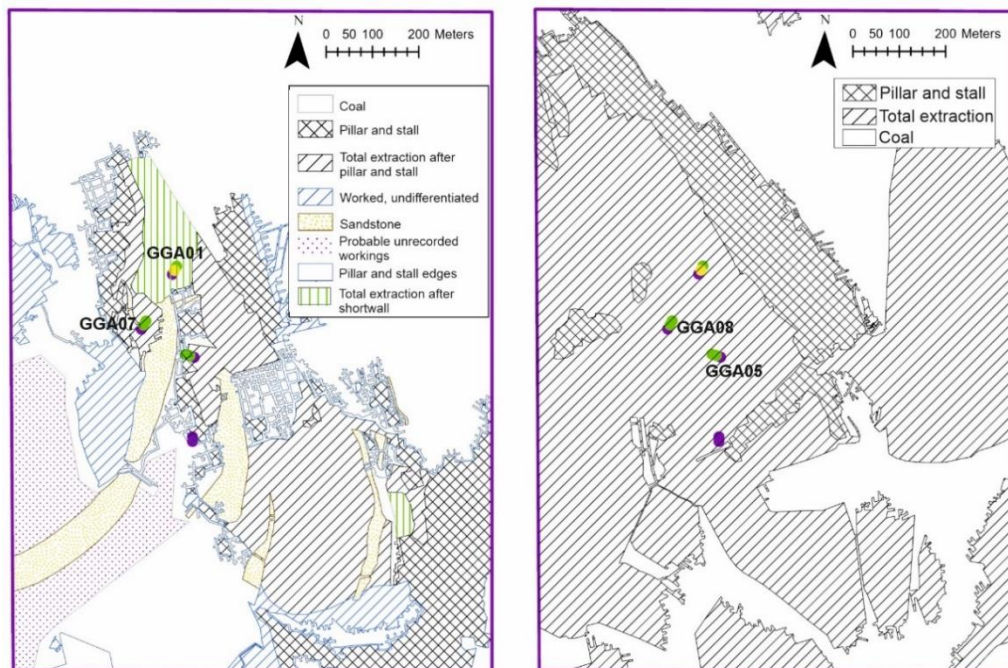 N
0 50 100 200 Meters
Coal
Pillar and stall
Total extraction after
pillar and stall
Worked, undifferentiated
Sandstone
Probable unrecorded
workings
Pillar and stall edges
Total extraction after
shortwall
GGA01
GGA07
N
0 50 100 200 Meters
Pillar and stall
Total extraction
Coal
GGA08
GGA05